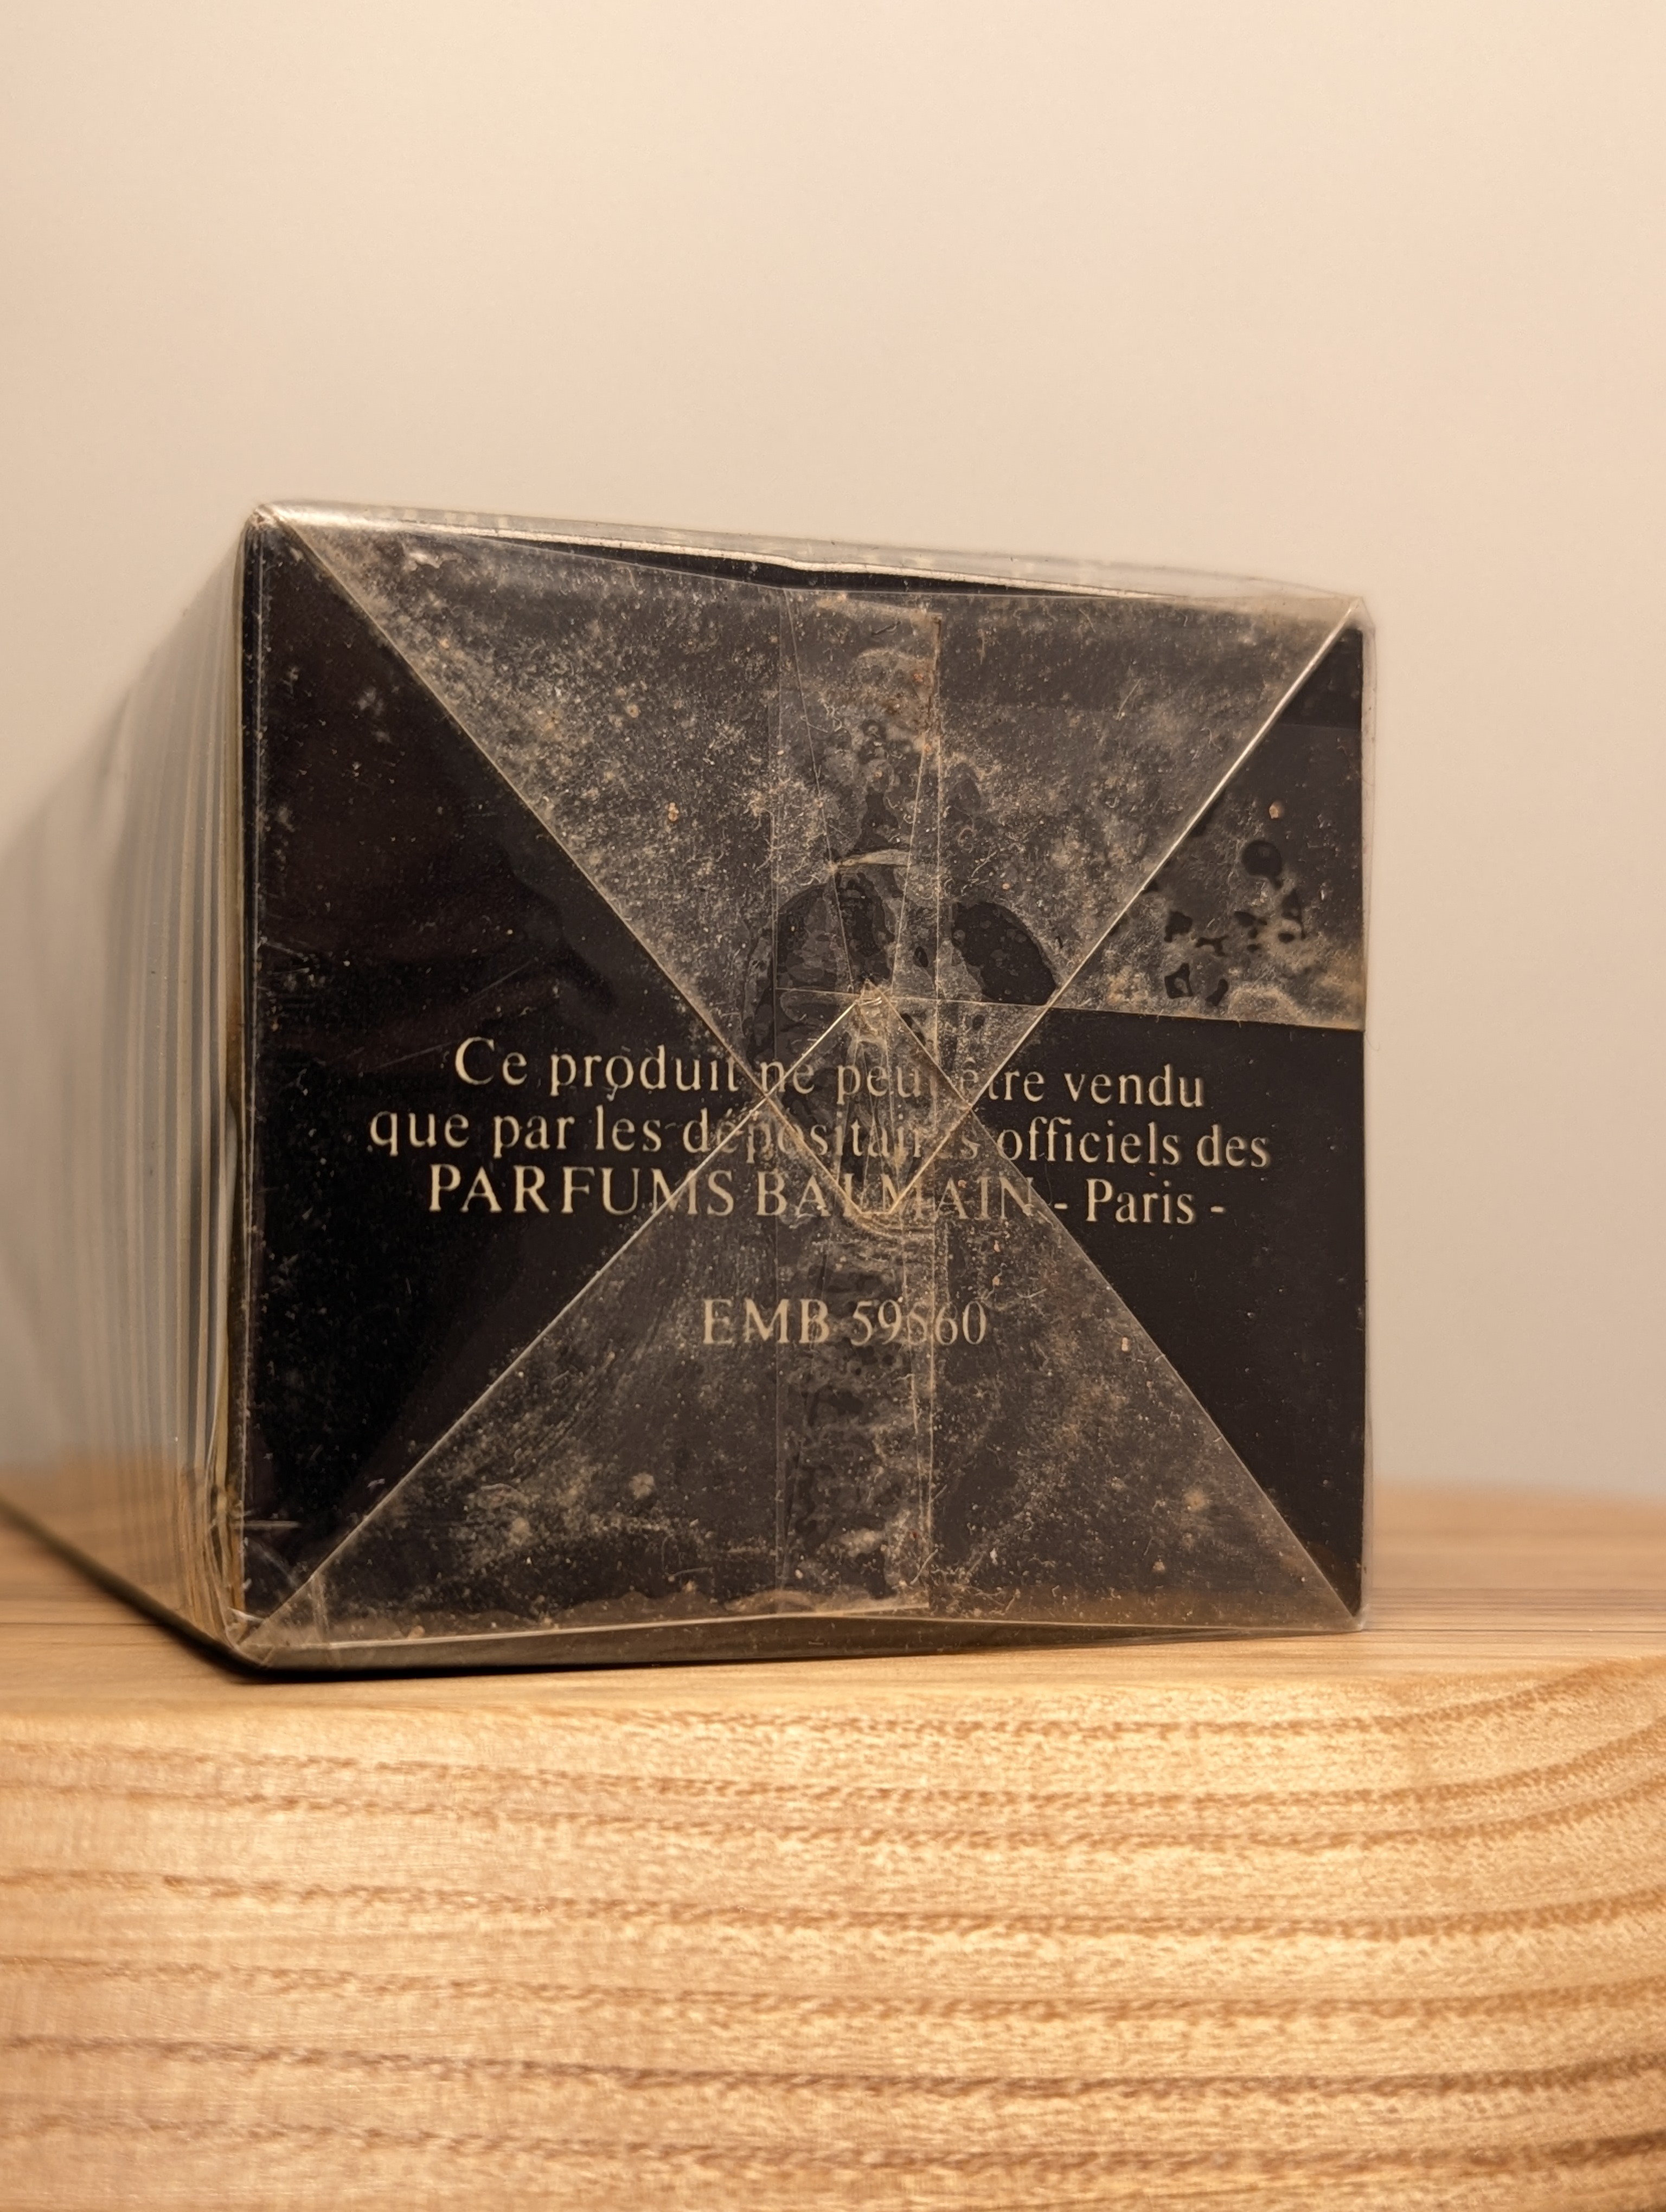 Ce produit ne peut être vendu
que par les dépositaires officiels des
PARFUMS BALMAIN - Paris -
EMB 59560